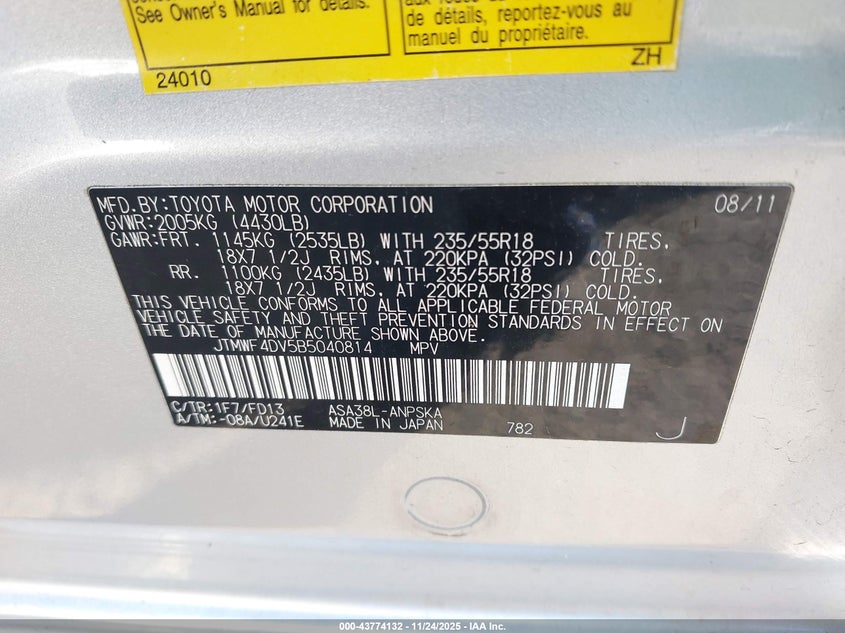 See Owner's Manual for details.
24010
de détails, reportez-vous au
manuel du propriétaire.
ZH
MFD.BY:TOYOTA MOTOR CORPORATION 08/11
GVWR:2005KG (4430LB)
GAWR:FRT. 1145KG (2535LB) WITH 235/55R18 TIRES,
18X7 1/2J RIMS, AT 220KPA (32PSI) COLD.
RR. 1100KG (2435LB) WITH 235/55R18 TIRES,
18X7 1/2J RIMS, AT 220KPA (32PSI) COLD.
THIS VEHICLE CONFORMS TO ALL APPLICABLE FEDERAL MOTOR
VEHICLE SAFETY AND THEFT PREVENTION STANDARDS IN EFFECT ON
THE DATE OF MANUFACTURE SHOWN ABOVE.
JTMWF4DV5B5040814 MPV
C/TR:1F7/FD13 ASA38L-ANPSKA
A/TM:-08A/U241E MADE IN JAPAN 782 J
000-43774132 - 11/24/2025 - IAA Inc.